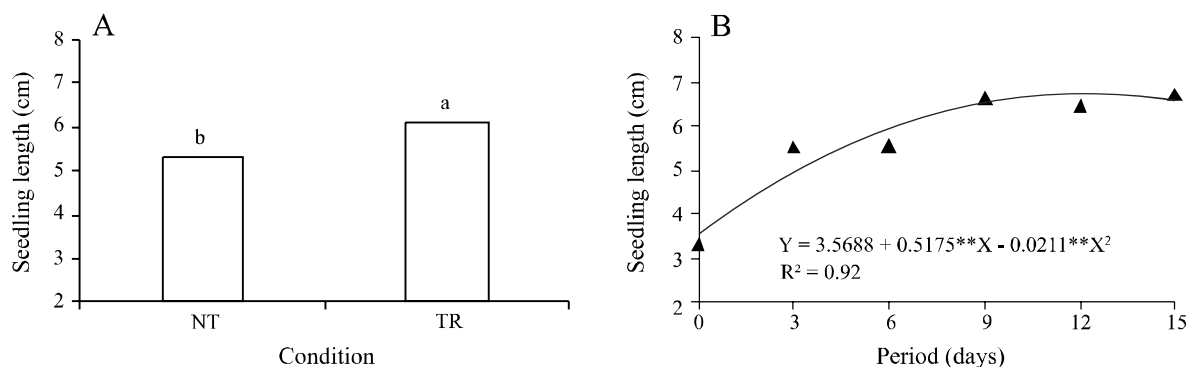 A
8
7
6
5
4
3
2
Seedling length (cm)
b
a
NT TR
Condition
B
8
7
6
5
4
3
2
Seedling length (cm)
Y = 3.5688 + 0.5175**X - 0.0211**X²
R² = 0.92
0 3 6 9 12 15
Period (days)